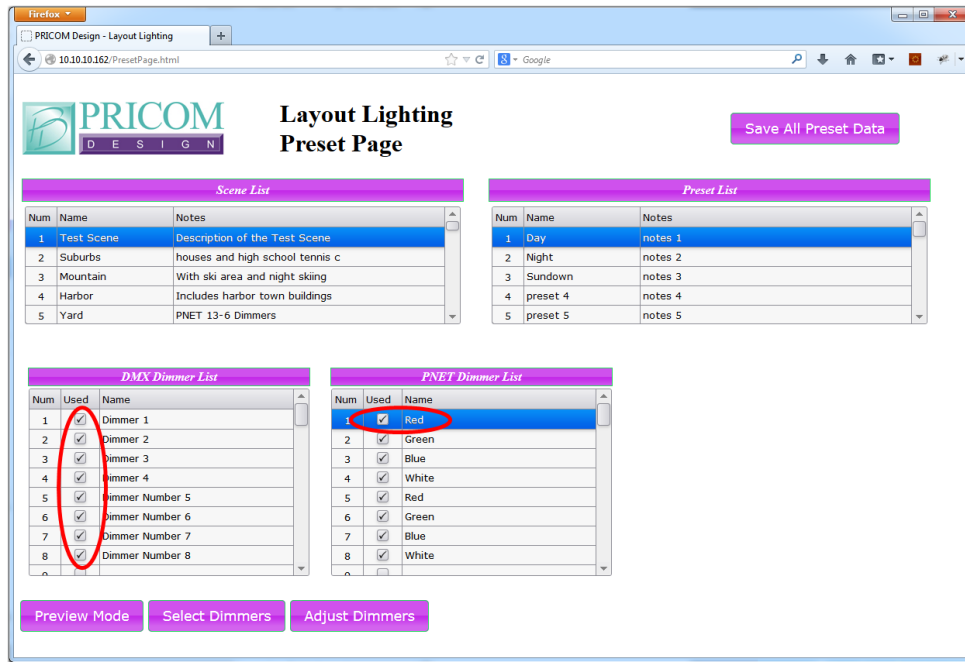 Firefox
PRICOM Design - Layout Lighting
10.10.10.162/PresetPage.html
Google
PRICOM
DESIGN
Layout Lighting
Preset Page
Save All Preset Data
Scene List
Num Name Notes
1 Test Scene Description of the Test Scene
2 Suburbs houses and high school tennis c
3 Mountain With ski area and night skiing
4 Harbor Includes harbor town buildings
5 Yard PNET 13-6 Dimmers
Preset List
Num Name Notes
1 Day notes 1
2 Night notes 2
3 Sundown notes 3
4 preset 4 notes 4
5 preset 5 notes 5
DMX Dimmer List
Num Used Name
1 Dimmer 1
2 Dimmer 2
3 Dimmer 3
4 Dimmer 4
5 Dimmer Number 5
6 Dimmer Number 6
7 Dimmer Number 7
8 Dimmer Number 8
PNET Dimmer List
Num Used Name
1 Red
2 Green
3 Blue
4 White
5 Red
6 Green
7 Blue
8 White
Preview Mode
Select Dimmers
Adjust Dimmers